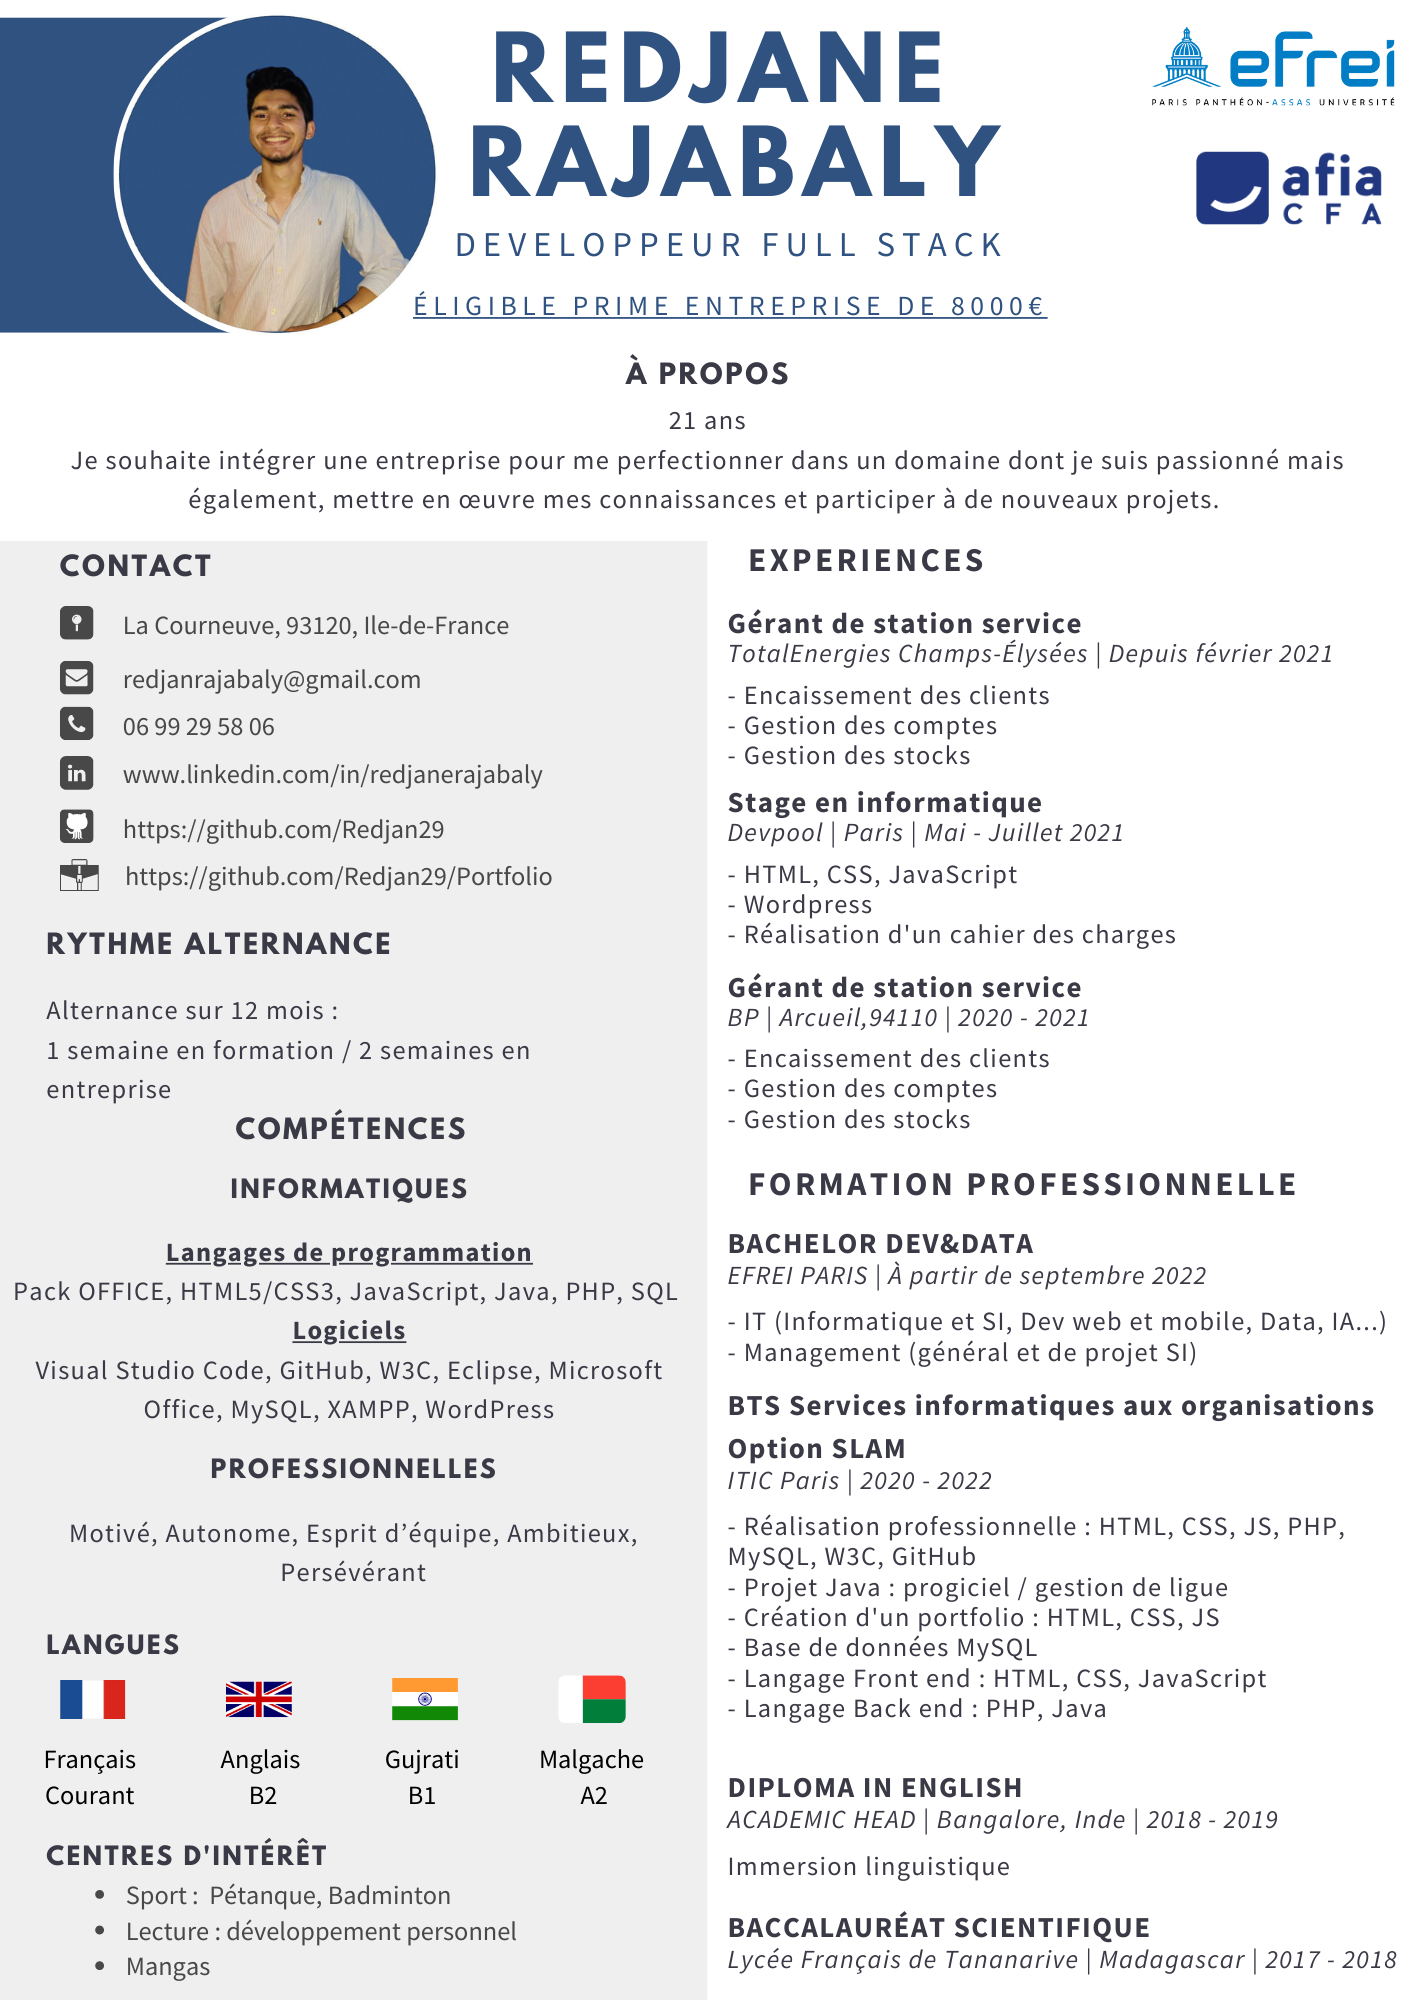 REDJANE
RAJABALY
DEVELOPPEUR FULL STACK
ÉLIGIBLE PRIME ENTREPRISE DE 8000€
efrei
PARIS PANTHÉON-ASSAS UNIVERSITÉ
afia
CFA
À PROPOS
21 ans
Je souhaite intégrer une entreprise pour me perfectionner dans un domaine dont je suis passionné mais
également, mettre en œuvre mes connaissances et participer à de nouveaux projets.
CONTACT
La Courneuve, 93120, Ile-de-France
redjanrajabaly@gmail.com
06 99 29 58 06
in
www.linkedin.com/in/redjanerajabaly
https://github.com/Redjan29
https://github.com/Redjan29/Portfolio
RYTHME ALTERNANCE
Alternance sur 12 mois :
1 semaine en formation / 2 semaines en
entreprise
COMPÉTENCES
INFORMATIQUES
Langages de programmation
Pack OFFICE, HTML5/CSS3, JavaScript, Java, PHP, SQL
Logiciels
Visual Studio Code, GitHub, W3C, Eclipse, Microsoft
Office, MySQL, XAMPP, WordPress
PROFESSIONNELLES
Motivé, Autonome, Esprit d’équipe, Ambitieux,
Persévérant
LANGUES
Français
Courant
Anglais
B2
Gujrati
B1
Malgache
A2
CENTRES D'INTÉRÊT
• Sport :  Pétanque, Badminton
• Lecture : développement personnel
• Mangas
EXPERIENCES
Gérant de station service
TotalEnergies Champs-Élysées | Depuis février 2021
- Encaissement des clients
- Gestion des comptes
- Gestion des stocks
Stage en informatique
Devpool | Paris | Mai - Juillet 2021
- HTML, CSS, JavaScript
- Wordpress
- Réalisation d'un cahier des charges
Gérant de station service
BP | Arcueil,94110 | 2020 - 2021
- Encaissement des clients
- Gestion des comptes
- Gestion des stocks
FORMATION PROFESSIONNELLE
BACHELOR DEV&DATA
EFREI PARIS | À partir de septembre 2022
- IT (Informatique et SI, Dev web et mobile, Data, IA...)
- Management (général et de projet SI)
BTS Services informatiques aux organisations
Option SLAM
ITIC Paris | 2020 - 2022
- Réalisation professionnelle : HTML, CSS, JS, PHP,
MySQL, W3C, GitHub
- Projet Java : progiciel / gestion de ligue
- Création d'un portfolio : HTML, CSS, JS
- Base de données MySQL
- Langage Front end : HTML, CSS, JavaScript
- Langage Back end : PHP, Java
DIPLOMA IN ENGLISH
ACADEMIC HEAD | Bangalore, Inde | 2018 - 2019
Immersion linguistique
BACCALAURÉAT SCIENTIFIQUE
Lycée Français de Tananarive | Madagascar | 2017 - 2018